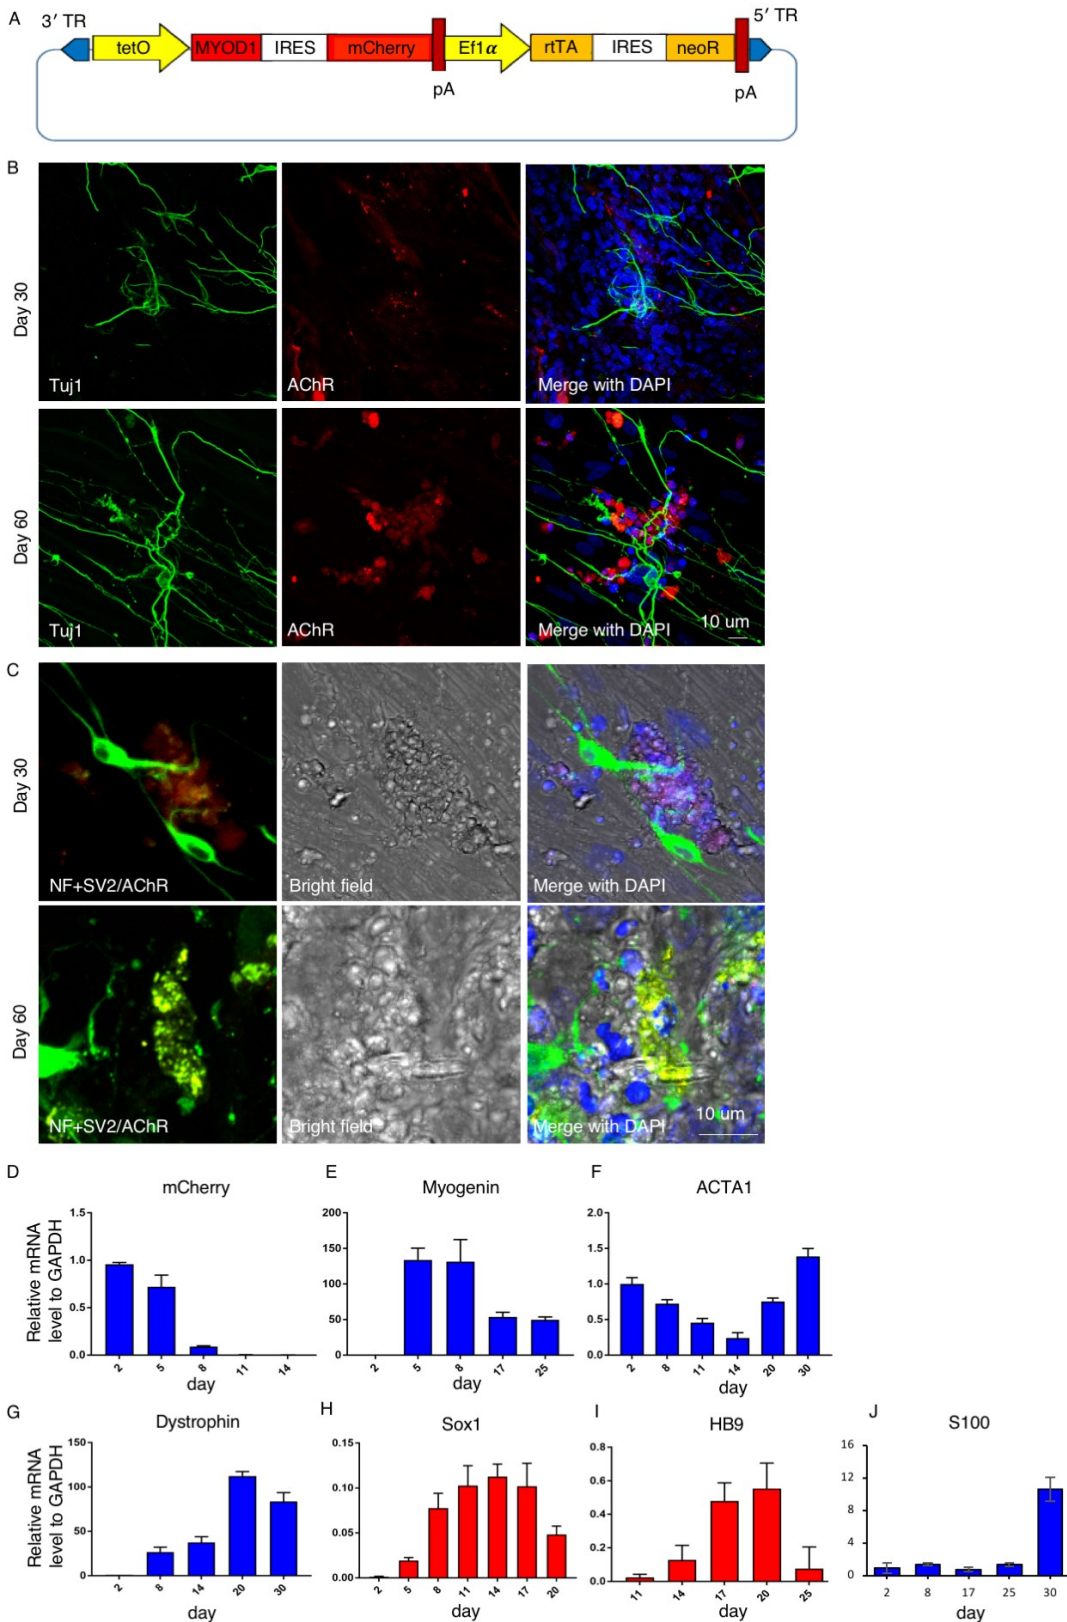 A
3′ TR
5′ TR
tetO
MYOD1
IRES
mCherry
Ef1α
rtTA
IRES
neoR
pA
pA
B
Day 30
Tuj1
AChR
Merge with DAPI
Day 60
Tuj1
AChR
10 um
Merge with DAPI
C
Day 30
NF+SV2/AChR
Bright field
Merge with DAPI
Day 60
NF+SV2/AChR
Bright field
10 um
Merge with DAPI
D
mCherry
Relative mRNA
level to GAPDH
1.5
1.0
0.5
0.0
2 5 8 11 14
day
E
Myogenin
200
150
100
50
0
2 5 8 17 25
day
F
ACTA1
2.0
1.5
1.0
0.5
0.0
2 8 11 14 20 30
day
G
Dystrophin
Relative mRNA
level to GAPDH
150
100
50
0
2 8 14 20 30
day
H
Sox1
0.15
0.10
0.05
0.00
2 5 8 11 14 17 20
day
I
HB9
0.8
0.6
0.4
0.2
0.0
11 14 17 20 25
day
J
S100
16
12
8
4
0
2 8 17 25 30
day